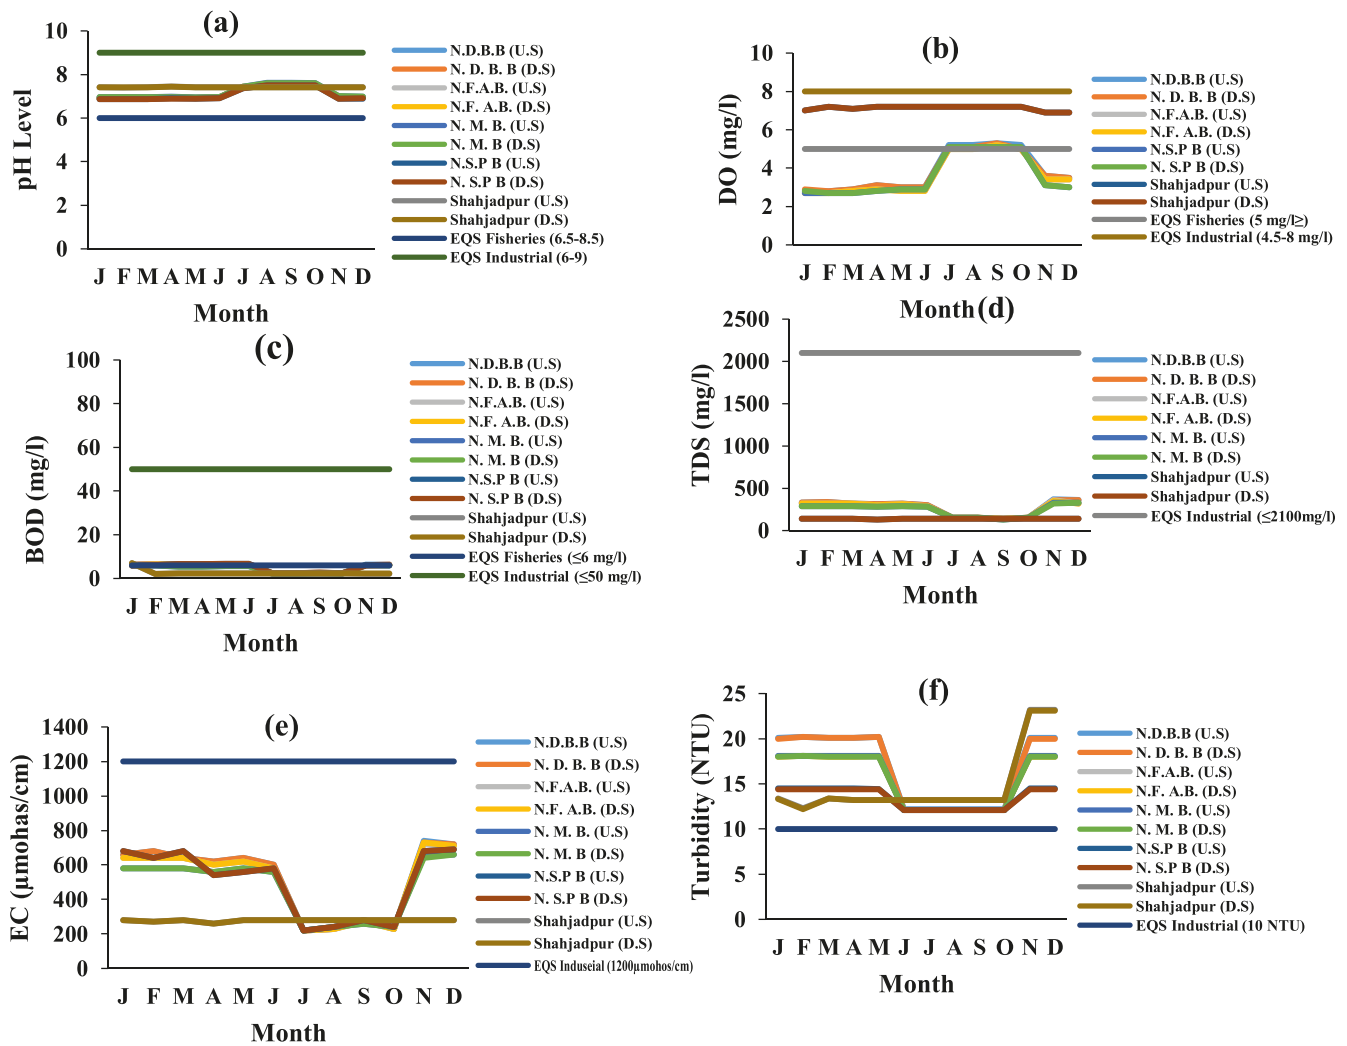 (a)
pH Level
10
8
6
4
2
0
J F M A M J J A S O N D
Month
N.D.B.B (U.S)
N. D. B. B (D.S)
N.F.A.B. (U.S)
N.F. A.B. (D.S)
N. M. B. (U.S)
N. M. B (D.S)
N.S.P B (U.S)
N. S.P B (D.S)
Shahjadpur (U.S)
Shahjadpur (D.S)
EQS Fisheries (6.5-8.5)
EQS Industrial (6-9)
(b)
DO (mg/l)
10
8
6
4
2
0
J F M A M J J A S O N D
Month
N.D.B.B (U.S)
N. D. B. B (D.S)
N.F.A.B. (U.S)
N.F. A.B. (D.S)
N.S.P B (U.S)
N. S.P B (D.S)
Shahjadpur (U.S)
Shahjadpur (D.S)
EQS Fisheries (5 mg/l≥)
EQS Industrial (4.5-8 mg/l)
(c)
BOD (mg/l)
100
80
60
40
20
0
J F M A M J J A S O N D
Month
N.D.B.B (U.S)
N. D. B. B (D.S)
N.F.A.B. (U.S)
N.F. A.B. (D.S)
N. M. B. (U.S)
N. M. B (D.S)
N.S.P B (U.S)
N. S.P B (D.S)
Shahjadpur (U.S)
Shahjadpur (D.S)
EQS Fisheries (≤6 mg/l)
EQS Industrial (≤50 mg/l)
(d)
TDS (mg/l)
2500
2000
1500
1000
500
0
J F M A M J J A S O N D
Month
N.D.B.B (U.S)
N. D. B. B (D.S)
N.F.A.B. (U.S)
N.F. A.B. (D.S)
N. M. B. (U.S)
N. M. B (D.S)
Shahjadpur (U.S)
Shahjadpur (D.S)
EQS Industrial (≤2100mg/l)
(e)
EC (µmohas/cm)
1400
1200
1000
800
600
400
200
0
J F M A M J J A S O N D
Month
N.D.B.B (U.S)
N. D. B. B (D.S)
N.F.A.B. (U.S)
N.F. A.B. (D.S)
N. M. B. (U.S)
N. M. B (D.S)
N.S.P B (U.S)
N. S.P B (D.S)
Shahjadpur (U.S)
Shahjadpur (D.S)
EQS Induseial (1200µmohos/cm)
(f)
Turbidity (NTU)
25
20
15
10
5
0
J F M A M J J A S O N D
Month
N.D.B.B (U.S)
N. D. B. B (D.S)
N.F.A.B. (U.S)
N.F. A.B. (D.S)
N. M. B. (U.S)
N. M. B (D.S)
N.S.P B (U.S)
N. S.P B (D.S)
Shahjadpur (U.S)
Shahjadpur (D.S)
EQS Industrial (10 NTU)